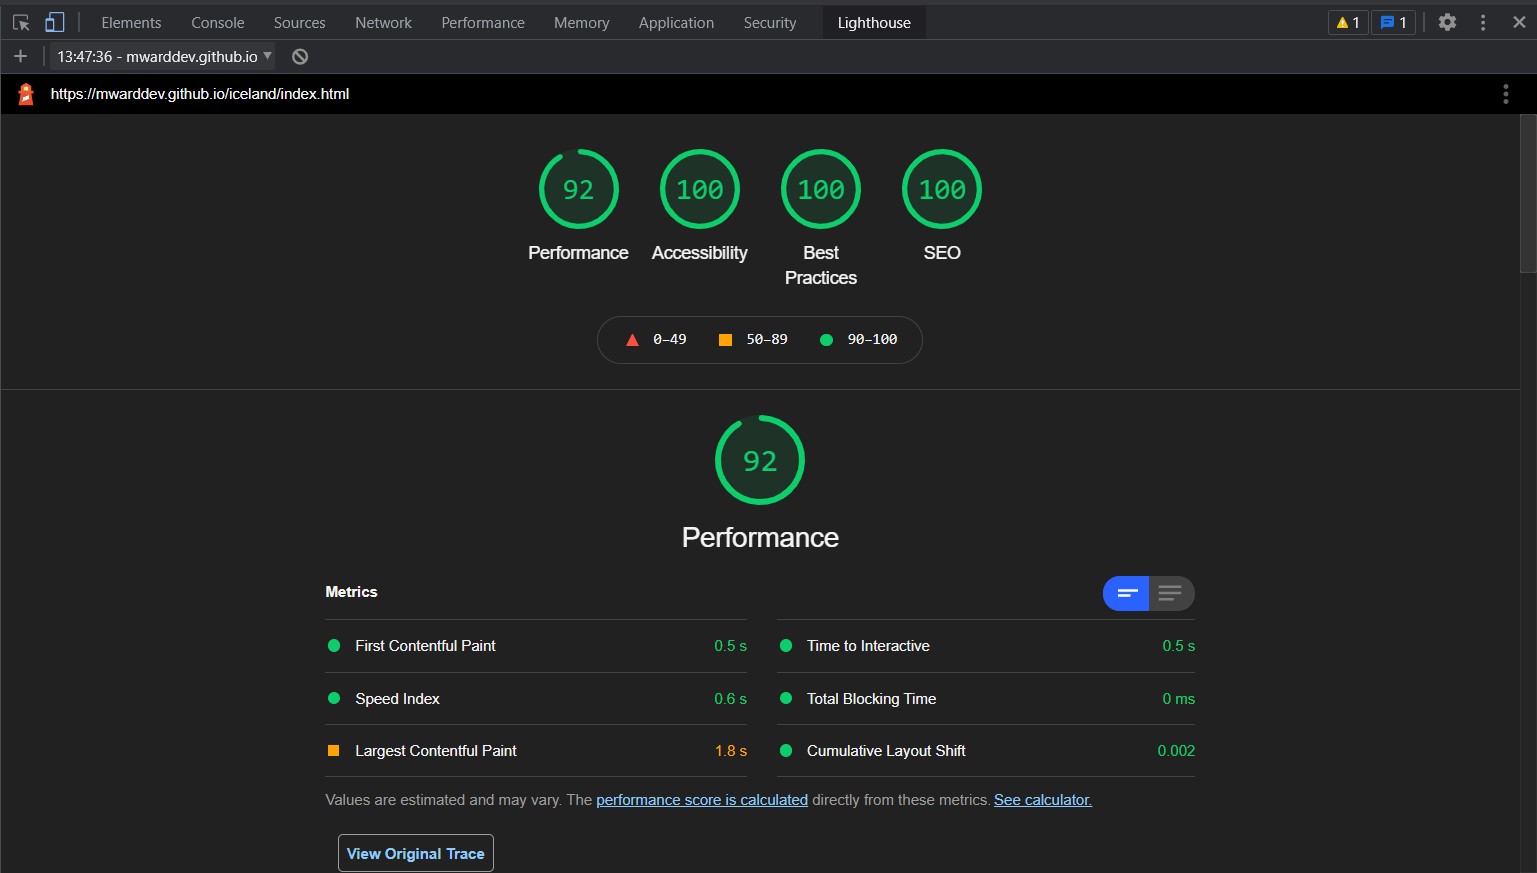 Elements Console Sources Network Performance Memory Application Security Lighthouse 1 1
13:47:36 - mwarddev.github.io
https://mwarddev.github.io/iceland/index.html
92 100 100 100
Performance Accessibility Best Practices SEO
0–49 50–89 90–100
92
Performance
Metrics
First Contentful Paint 0.5 s Time to Interactive 0.5 s
Speed Index 0.6 s Total Blocking Time 0 ms
Largest Contentful Paint 1.8 s Cumulative Layout Shift 0.002
Values are estimated and may vary. The performance score is calculated directly from these metrics. See calculator.
View Original Trace